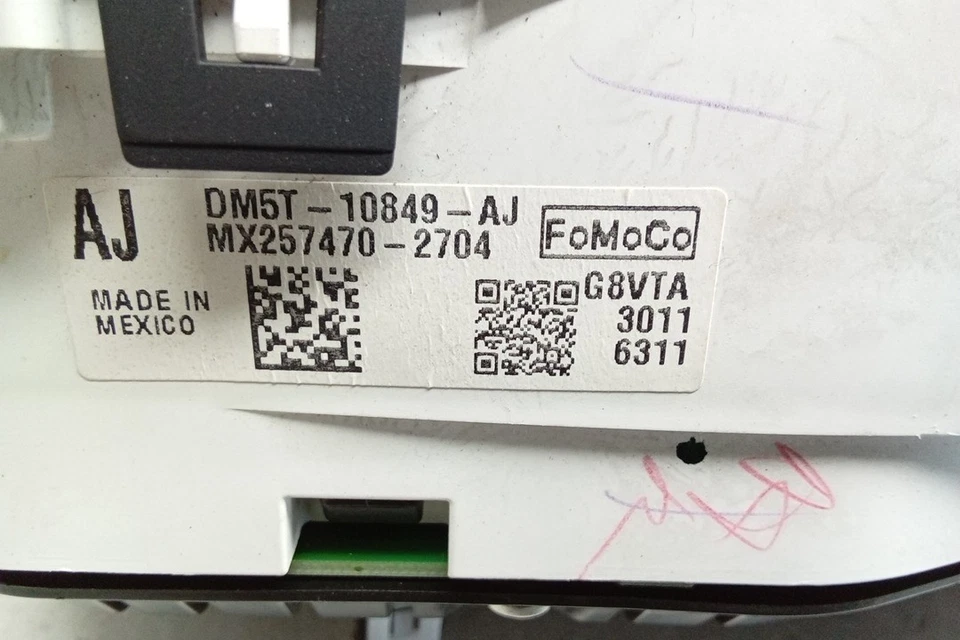 AJ
DM5T-10849-AJ
MX257470-2704
FoMoCo
MADE IN
MEXICO
G8VTA
3011
6311